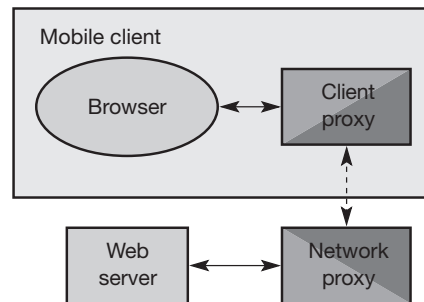 Mobile client
Browser
Client
proxy
Web
server
Network
proxy